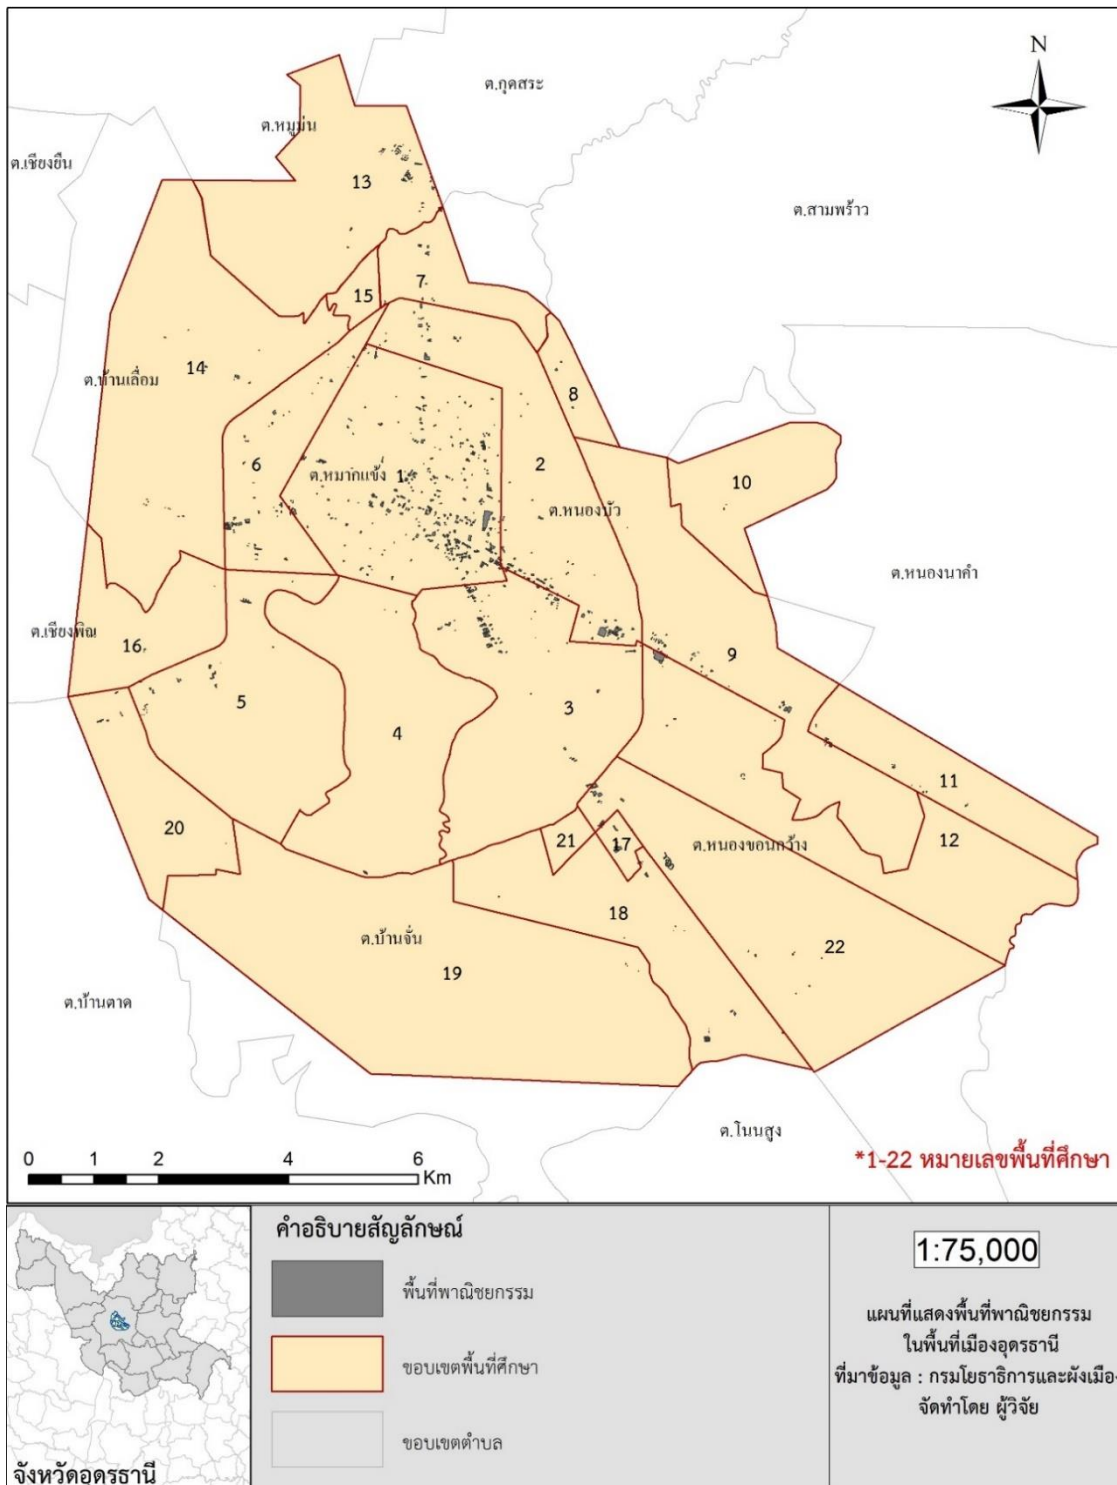 N
ต.กุดสระ
ต.หมูม่น
ต.เชียงยืน
13
ต.สามพร้าว
7
15
14
ต.บ้านเลื่อม
8
6
ต.หมากแข้ง 1
2
10
ต.หนองบัว
ต.หนองนาคำ
ต.เชียงพิณ
16
9
5
3
4
11
20
21
17
ต.หนองขอนกว้าง
12
18
ต.บ้านจั่น
22
19
ต.บ้านตาด
ต.โนนสูง
*1-22 หมายเลขพื้นที่ศึกษา
0 1 2 4 6
Km
จังหวัดอุดรธานี
คำอธิบายสัญลักษณ์
พื้นที่พาณิชยกรรม
ขอบเขตพื้นที่ศึกษา
ขอบเขตตำบล
1:75,000
แผนที่แสดงพื้นที่พาณิชยกรรม
ในพื้นที่เมืองอุดรธานี
ที่มาข้อมูล : กรมโยธาธิการและผังเมือง
จัดทำโดย ผู้วิจัย